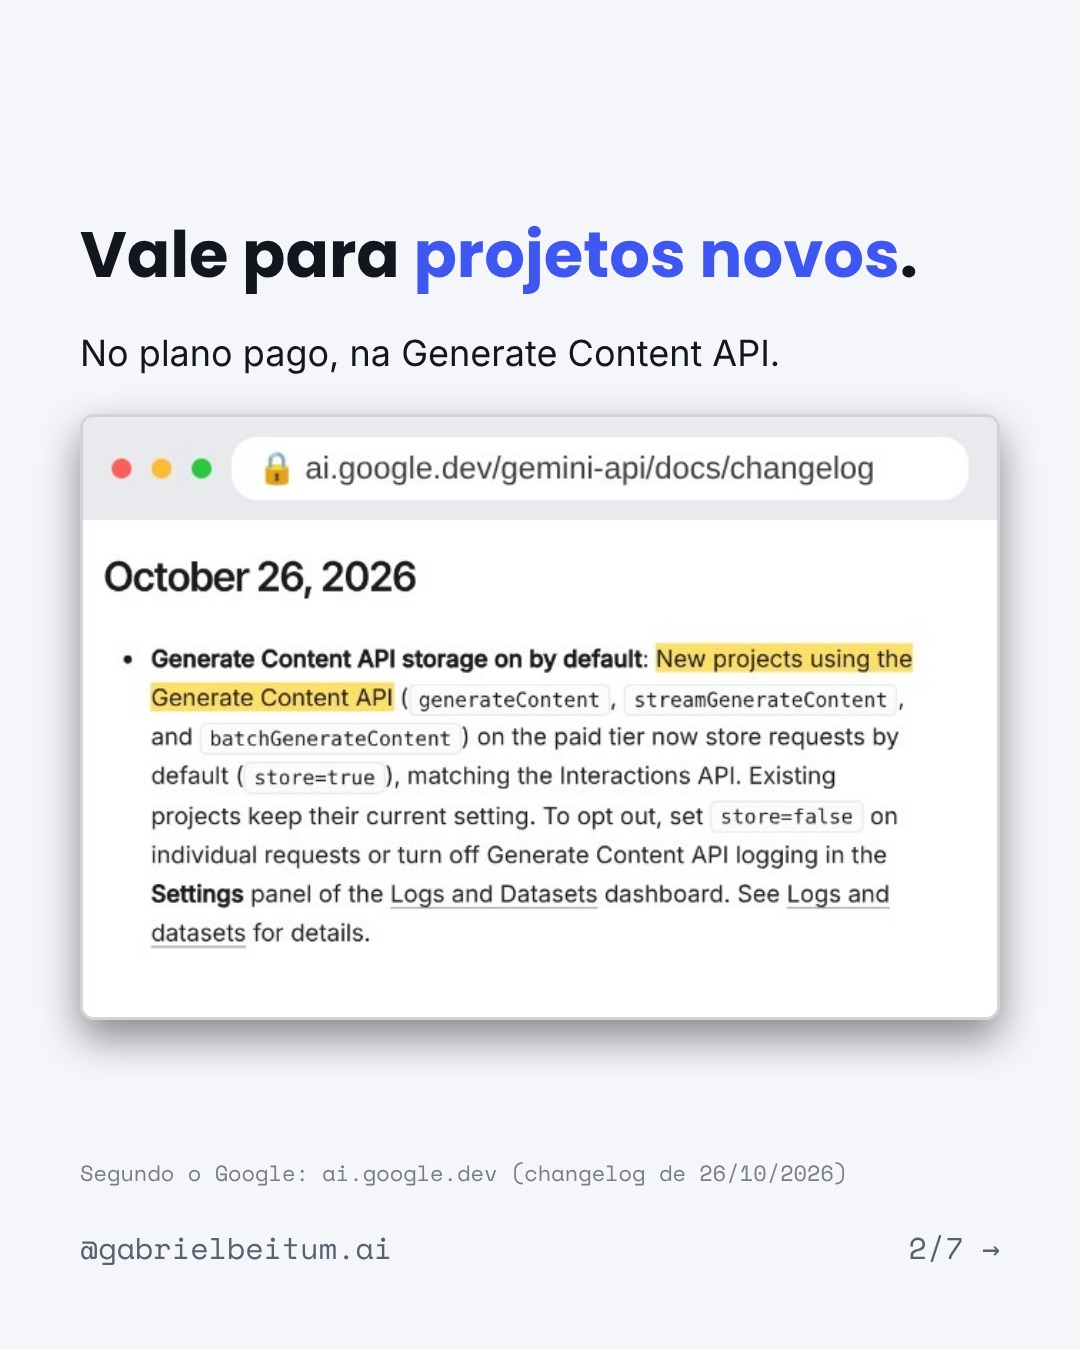 Vale para projetos novos.
No plano pago, na Generate Content API.
🔒 ai.google.dev/gemini-api/docs/changelog
October 26, 2026
• Generate Content API storage on by default: New projects using the
Generate Content API ( generateContent , streamGenerateContent ,
and batchGenerateContent ) on the paid tier now store requests by
default ( store=true ), matching the Interactions API. Existing
projects keep their current setting. To opt out, set store=false on
individual requests or turn off Generate Content API logging in the
Settings panel of the Logs and Datasets dashboard. See Logs and
datasets for details.
Segundo o Google: ai.google.dev (changelog de 26/10/2026)
@gabrielbeitum.ai
2/7 →